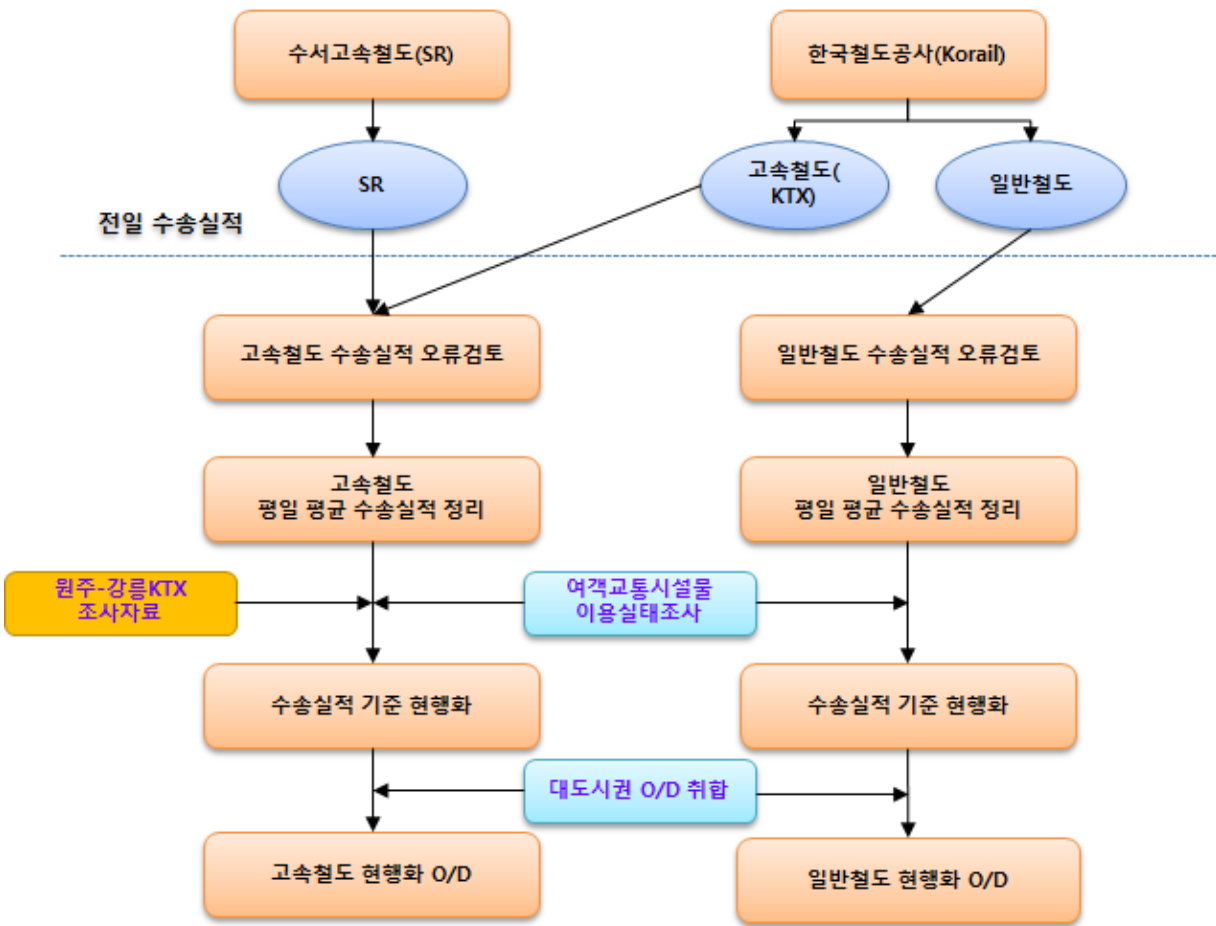 수서고속철도(SR)
한국철도공사(Korail)
SR
고속철도(
KTX)
일반철도
전일 수송실적
고속철도 수송실적 오류검토
일반철도 수송실적 오류검토
고속철도
평일 평균 수송실적 정리
일반철도
평일 평균 수송실적 정리
원주-강릉KTX
조사자료
여객교통시설물
이용실태조사
수송실적 기준 현행화
수송실적 기준 현행화
대도시권 O/D 취합
고속철도 현행화 O/D
일반철도 현행화 O/D